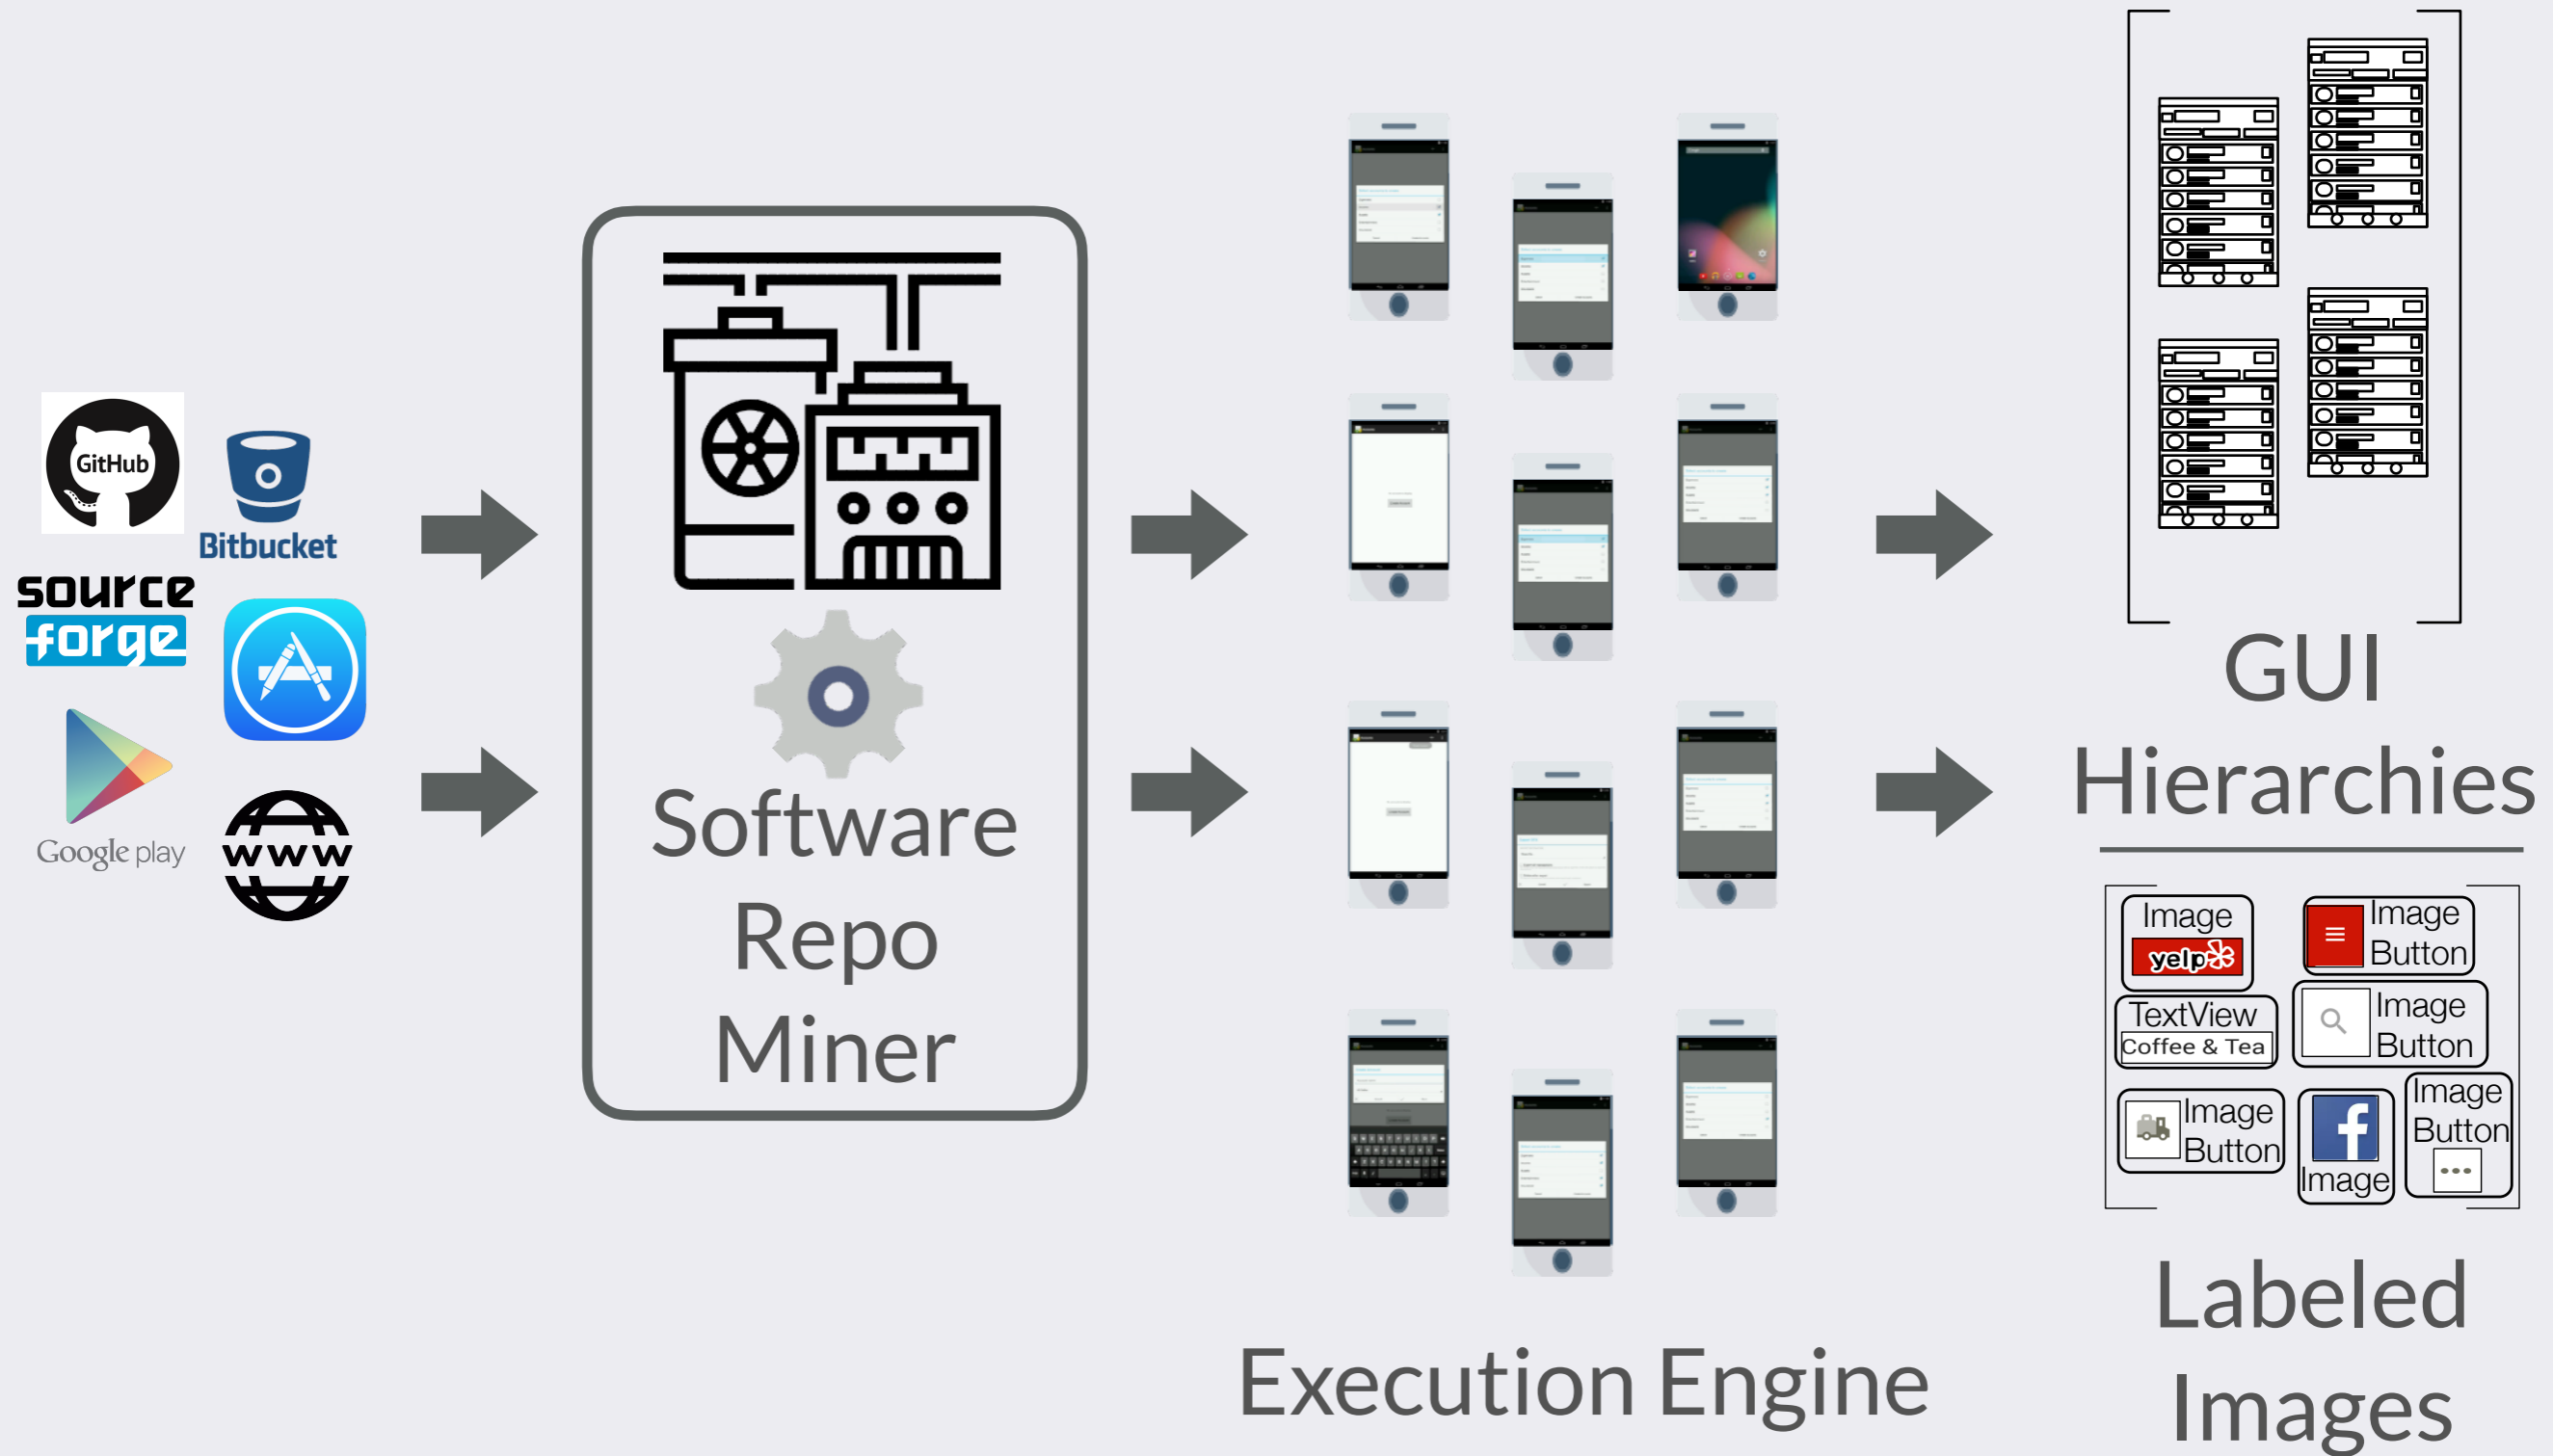 GitHub
Bitbucket
source
forge
Google play
WWW
Software
Repo
Miner
Execution Engine
GUI
Hierarchies
Image
yelp
Image
Button
TextView
Coffee & Tea
Image
Button
Image
Button
Image
Image
Button
Labeled
Images